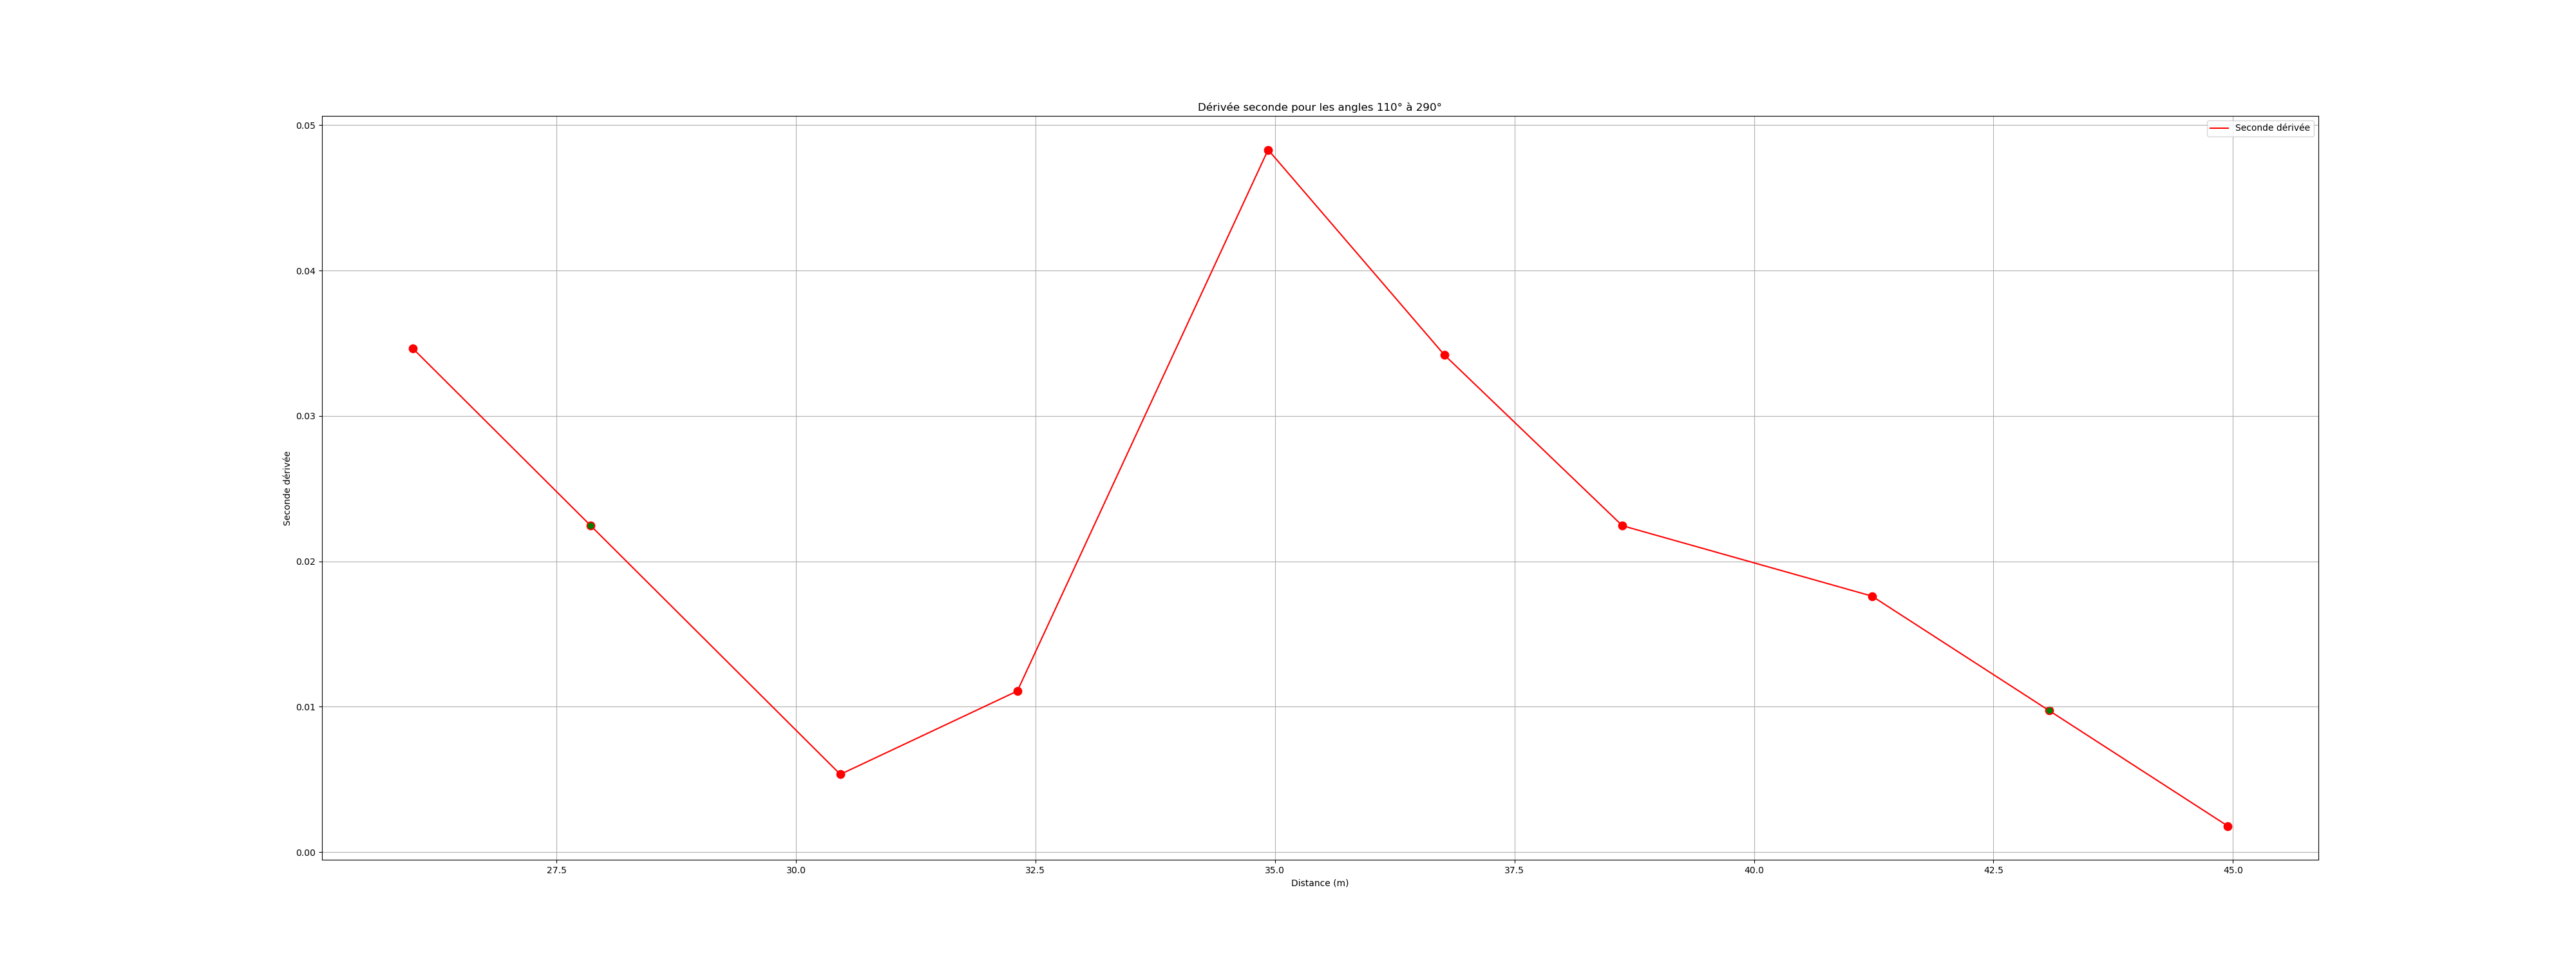 Dérivée seconde pour les angles 110° à 290°
Seconde dérivée
0.05
0.04
0.03
0.02
0.01
0.00
Seconde dérivée
27.5 30.0 32.5 35.0 37.5 40.0 42.5 45.0
Distance (m)